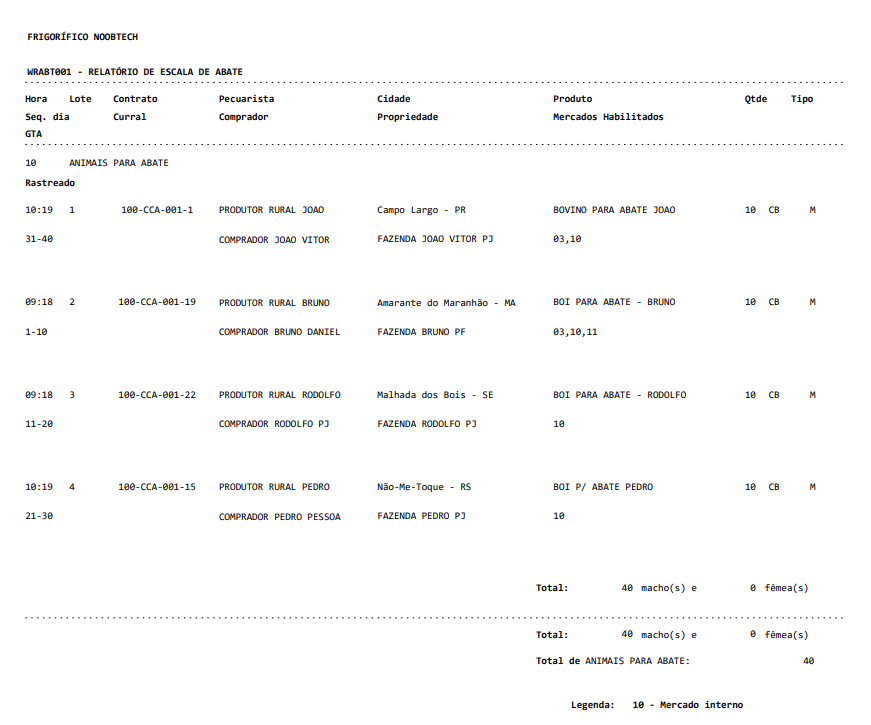 FRIGORÍFICO NOOBTECH
WRABT001 - RELATÓRIO DE ESCALA DE ABATE
Hora Lote Contrato Pecuarista Cidade Produto Qtde Tipo
Seq. dia Curral Comprador Propriedade Mercados Habilitados
GTA
10 ANIMAIS PARA ABATE
Rastreado
10:19 1 100-CCA-001-1 PRODUTOR RURAL JOAO Campo Largo - PR BOVINO PARA ABATE JOAO 10 CB M
31-40 COMPRADOR JOAO VITOR FAZENDA JOAO VITOR PJ 03,10
09:18 2 100-CCA-001-19 PRODUTOR RURAL BRUNO Amarante do Maranhão - MA BOI PARA ABATE - BRUNO 10 CB M
1-10 COMPRADOR BRUNO DANIEL FAZENDA BRUNO PF 03,10,11
09:18 3 100-CCA-001-22 PRODUTOR RURAL RODOLFO Malhada dos Bois - SE BOI PARA ABATE - RODOLFO 10 CB M
11-20 COMPRADOR RODOLFO PJ FAZENDA RODOLFO PJ 10
10:19 4 100-CCA-001-15 PRODUTOR RURAL PEDRO Não-Me-Toque - RS BOI P/ ABATE PEDRO 10 CB M
21-30 COMPRADOR PEDRO PESSOA FAZENDA PEDRO PJ 10
Total: 40 macho(s) e 0 fêmea(s)
Total: 40 macho(s) e 0 fêmea(s)
Total de ANIMAIS PARA ABATE: 40
Legenda: 10 - Mercado interno